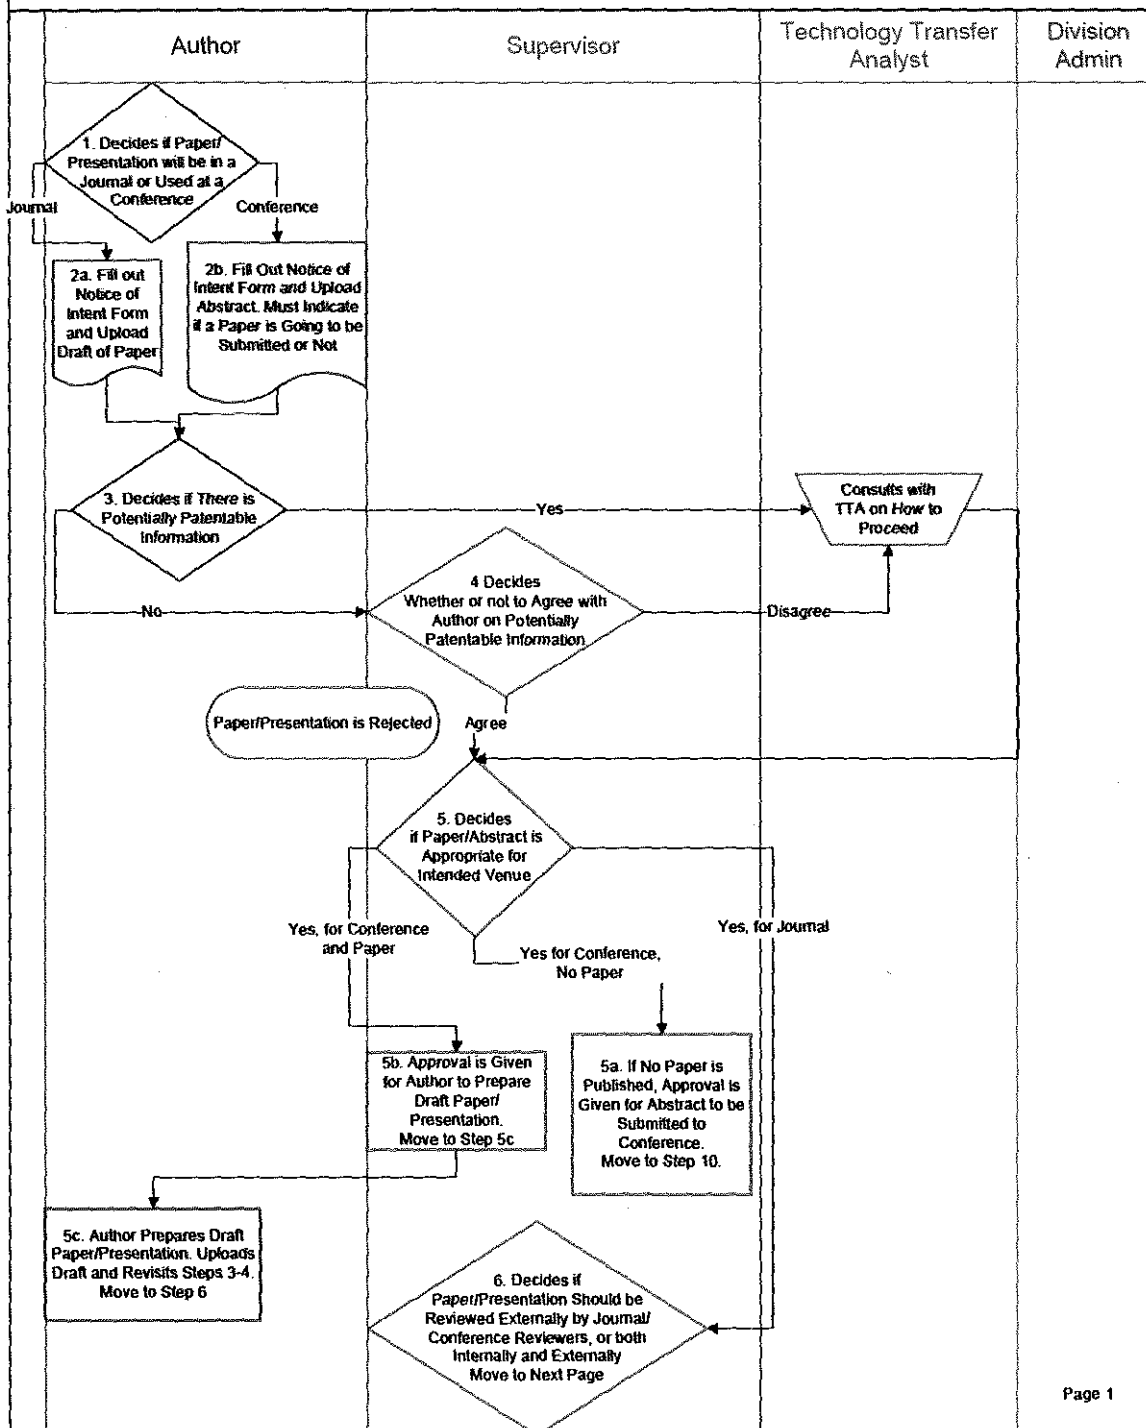 Author
Supervisor
Technology Transfer
Analyst
Division
Admin
1. Decides if Paper/
Presentation will be in a
Journal or Used at a
Conference
Journal
Conference
2a. Fill out
Notice of
Intent Form
and Upload
Draft of Paper
2b. Fill Out Notice of
Intent Form and Upload
Abstract. Must Indicate
if a Paper is Going to be
Submitted or Not
3. Decides if There is
Potentially Patentable
Information
Yes
Consults with
TTA on How to
Proceed
No
4 Decides
Whether or not to Agree with
Author on Potentially
Patentable Information
Disagree
Paper/Presentation is Rejected
Agree
5. Decides
if Paper/Abstract is
Appropriate for
Intended Venue
Yes, for Conference
and Paper
Yes for Conference,
No Paper
Yes, for Journal
5b. Approval is Given
for Author to Prepare
Draft Paper/
Presentation.
Move to Step 5c
5a. If No Paper is
Published, Approval is
Given for Abstract to be
Submitted to
Conference.
Move to Step 10.
5c. Author Prepares Draft
Paper/Presentation. Uploads
Draft and Revisits Steps 3-4.
Move to Step 6
6. Decides if
Paper/Presentation Should be
Reviewed Externally by Journal/
Conference Reviewers, or both
Internally and Externally
Move to Next Page
Page 1